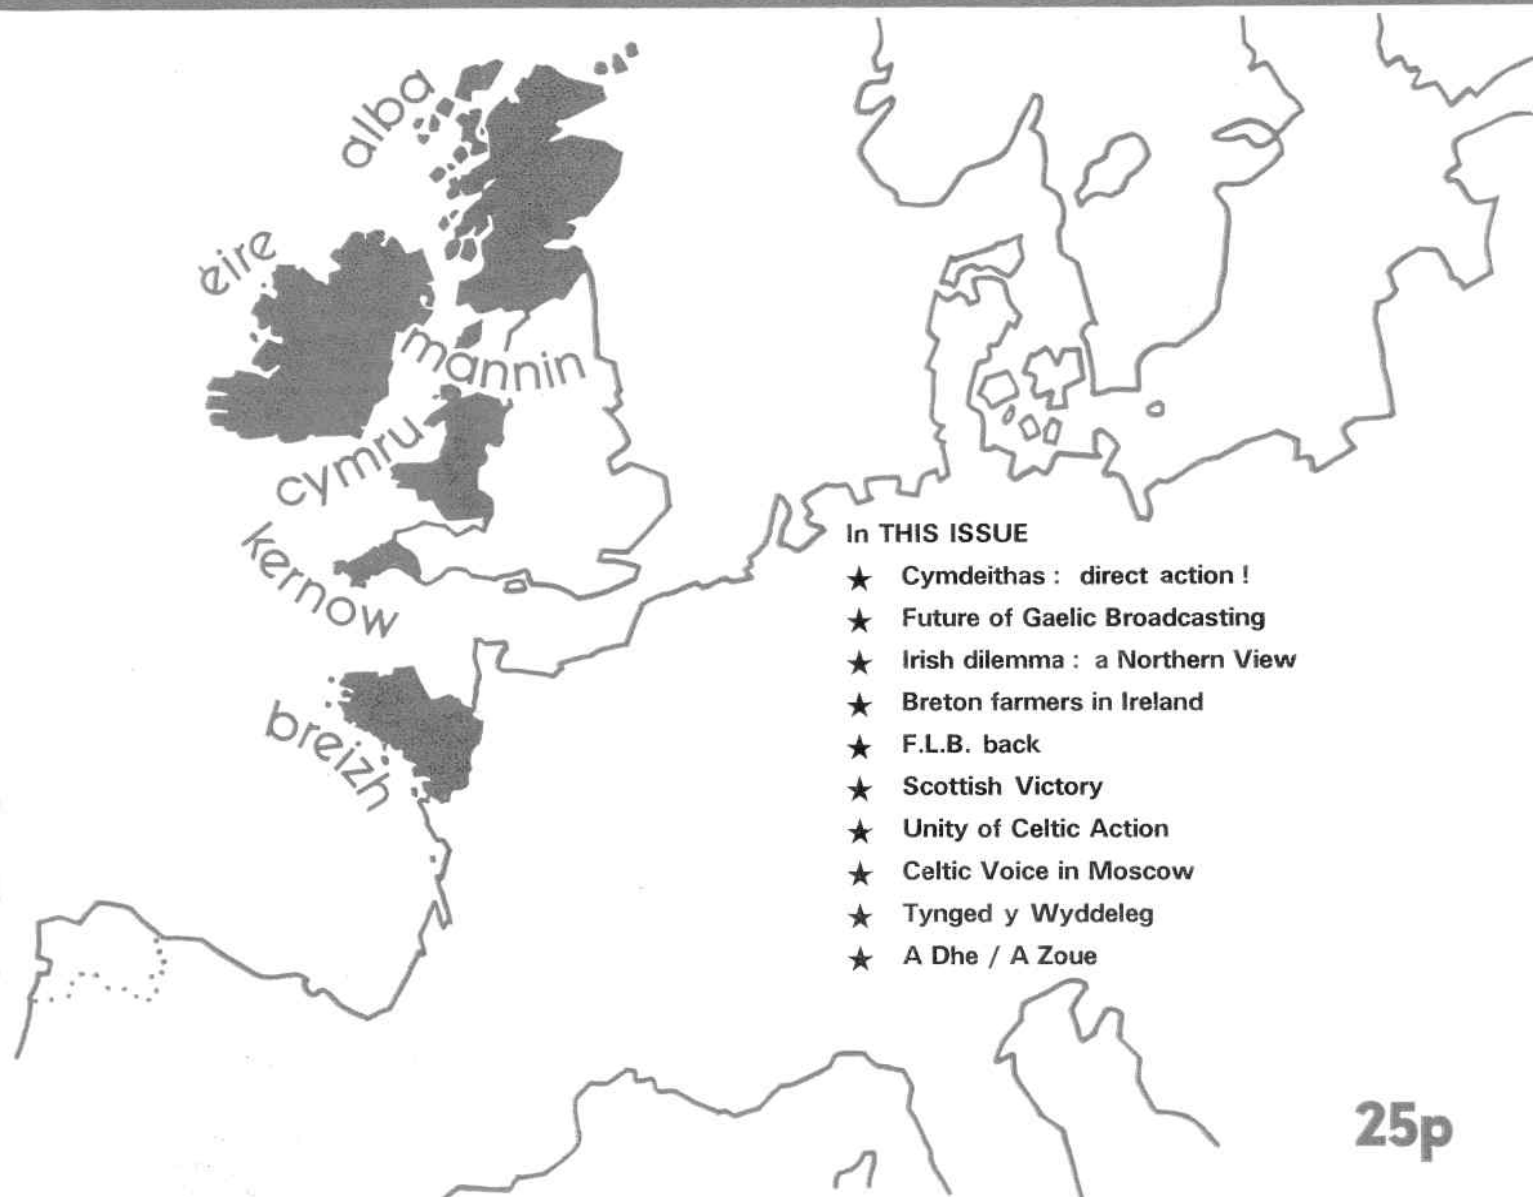 alba
éire
mannin
cymru
kernow
breizh
In THIS ISSUE
★ Cymdeithas : direct action !
★ Future of Gaelic Broadcasting
★ Irish dilemma : a Northern View
★ Breton farmers in Ireland
★ F.L.B. back
★ Scottish Victory
★ Unity of Celtic Action
★ Celtic Voice in Moscow
★ Tynged y Wyddeleg
★ A Dhe / A Zoue
25p